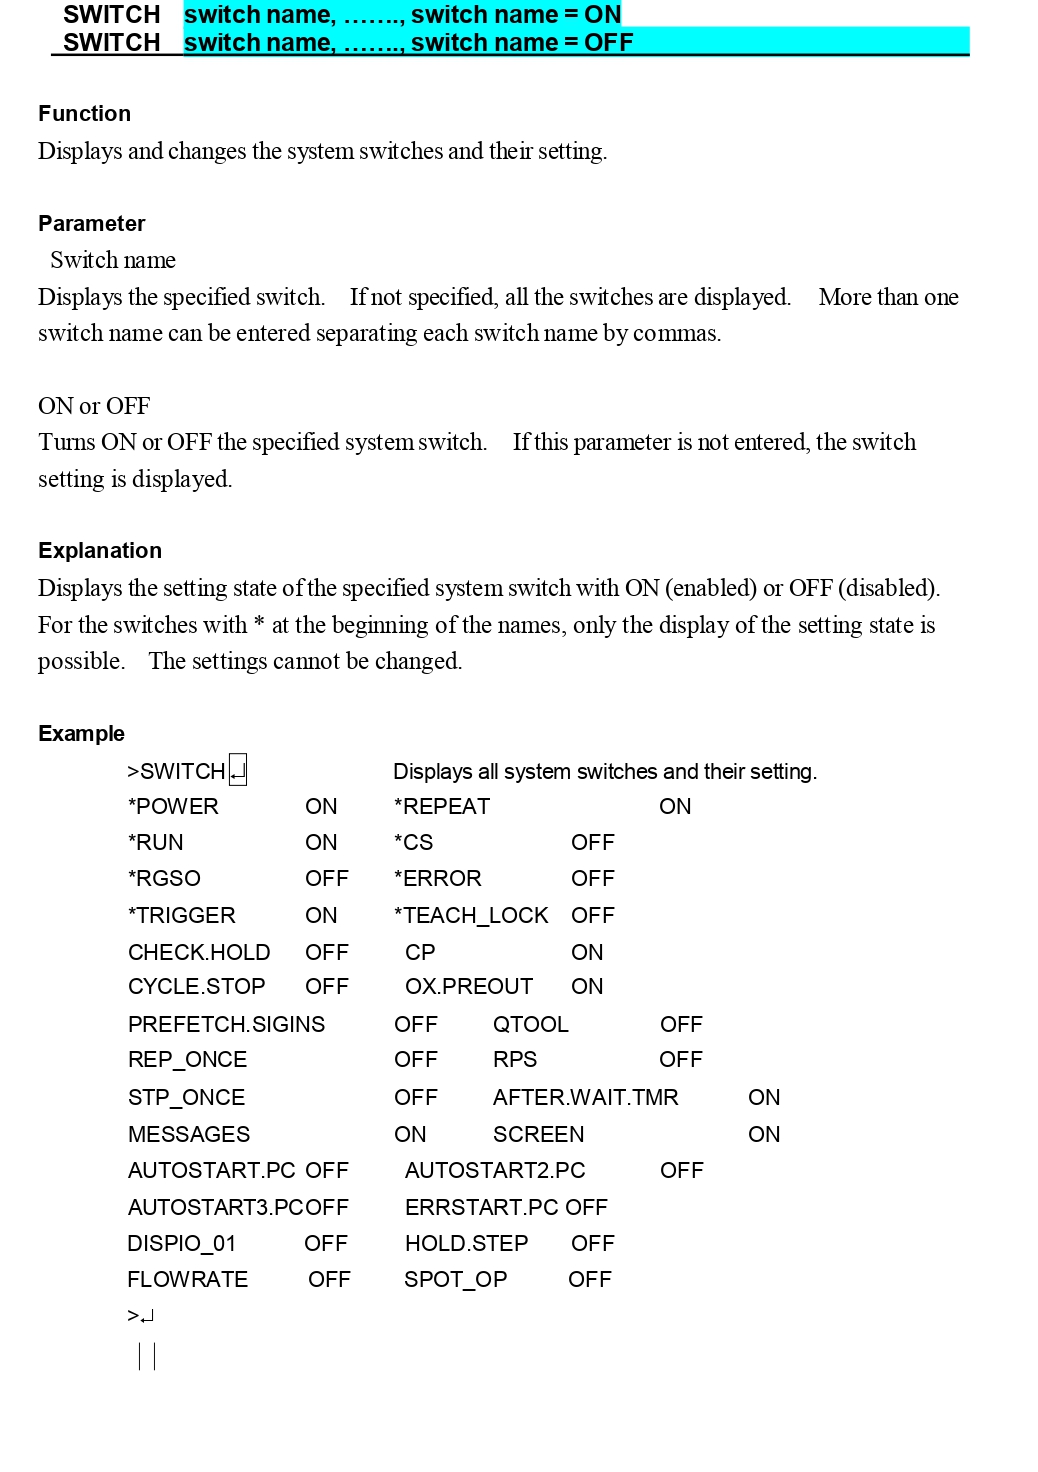 SWITCH switch name, ……., switch name = ON
SWITCH switch name, ……., switch name = OFF
Function
Displays and changes the system switches and their setting.
Parameter
Switch name
Displays the specified switch. If not specified, all the switches are displayed. More than one
switch name can be entered separating each switch name by commas.
ON or OFF
Turns ON or OFF the specified system switch. If this parameter is not entered, the switch
setting is displayed.
Explanation
Displays the setting state of the specified system switch with ON (enabled) or OFF (disabled).
For the switches with * at the beginning of the names, only the display of the setting state is
possible. The settings cannot be changed.
Example
>SWITCH↵ Displays all system switches and their setting.
*POWER ON *REPEAT ON
*RUN ON *CS OFF
*RGSO OFF *ERROR OFF
*TRIGGER ON *TEACH_LOCK OFF
CHECK.HOLD OFF CP ON
CYCLE.STOP OFF OX.PREOUT ON
PREFETCH.SIGINS OFF QTOOL OFF
REP_ONCE OFF RPS OFF
STP_ONCE OFF AFTER.WAIT.TMR ON
MESSAGES ON SCREEN ON
AUTOSTART.PC OFF AUTOSTART2.PC OFF
AUTOSTART3.PC OFF ERRSTART.PC OFF
DISPIO_01 OFF HOLD.STEP OFF
FLOWRATE OFF SPOT_OP OFF
>↵